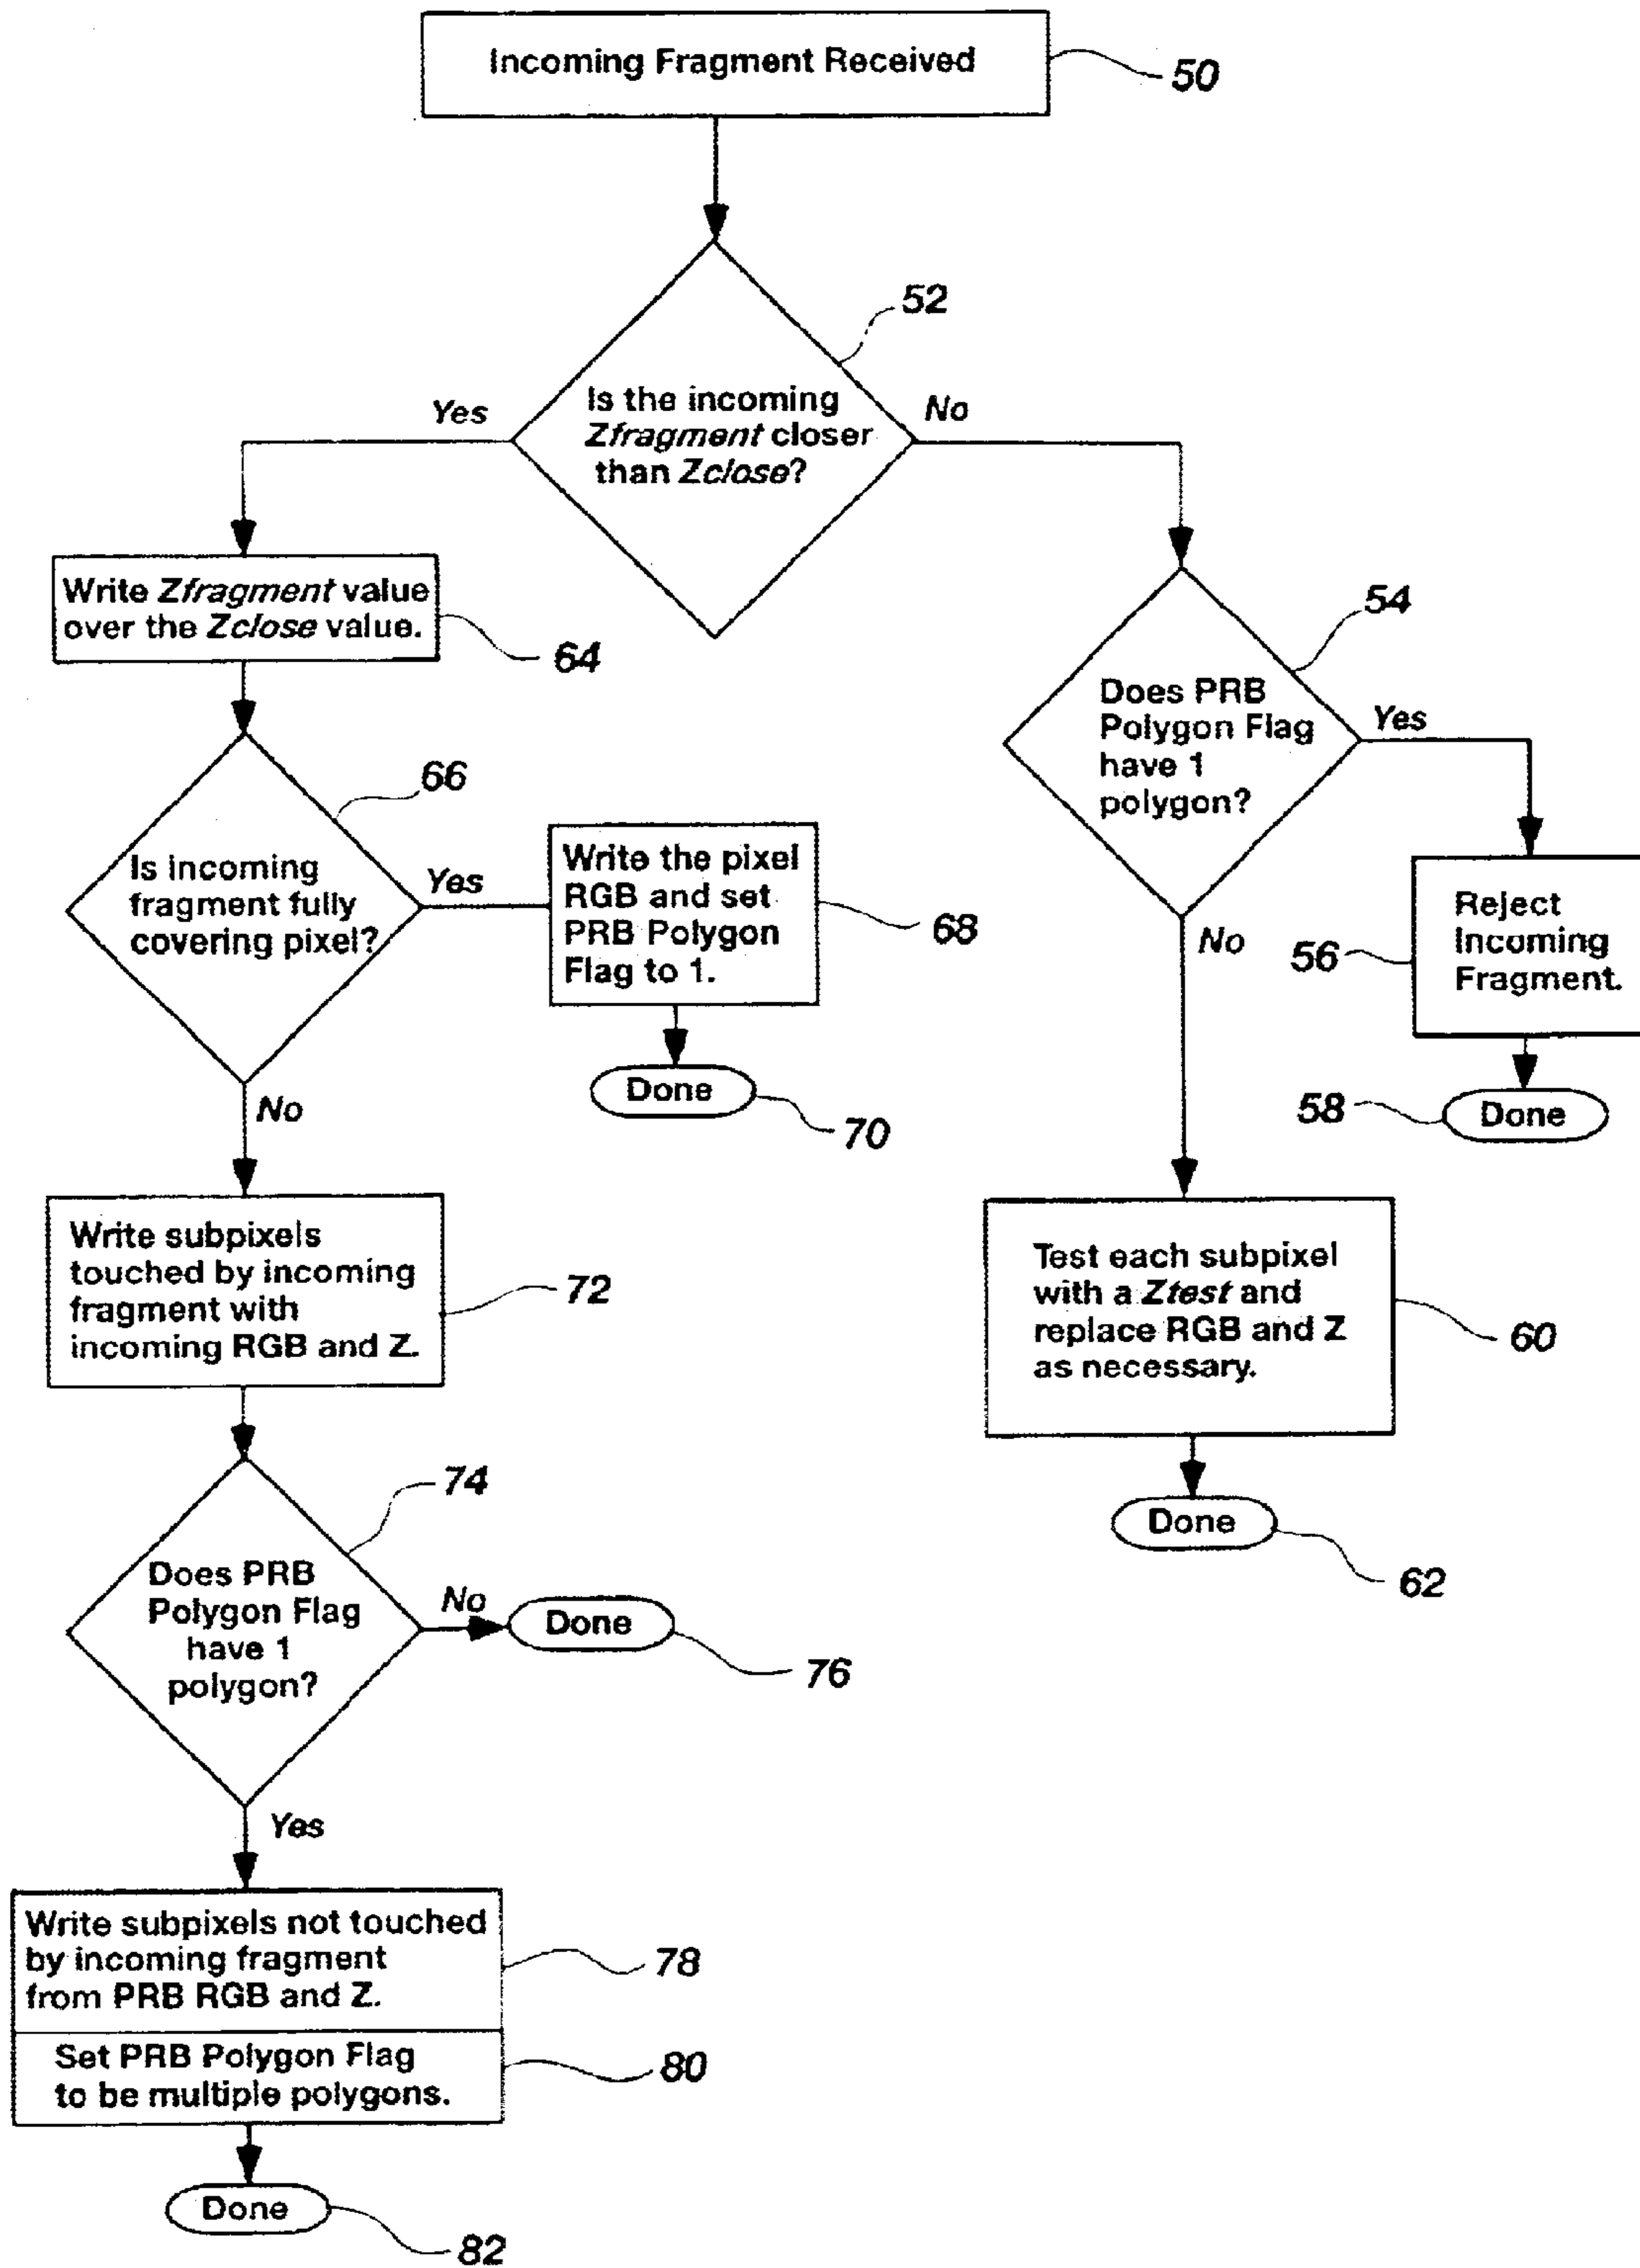 Incoming Fragment Received
50
52
Is the incoming
Zfragment closer
than Zclose?
Yes
No
Write Zfragment value
over the Zclose value.
64
54
Does PRB
Polygon Flag
have 1
polygon?
Yes
No
66
Is incoming
fragment fully
covering pixel?
Yes
No
Write the pixel
RGB and set
PRB Polygon
Flag to 1.
68
Done
70
Reject
Incoming
Fragment.
56
58
Done
Write subpixels
touched by incoming
fragment with
incoming RGB and Z.
72
Test each subpixel
with a Ztest and
replace RGB and Z
as necessary.
60
Done
62
74
Does PRB
Polygon Flag
have 1
polygon?
No
Done
76
Yes
Write subpixels not touched
by incoming fragment
from PRB RGB and Z.
78
Set PRB Polygon Flag
to be multiple polygons.
80
Done
82